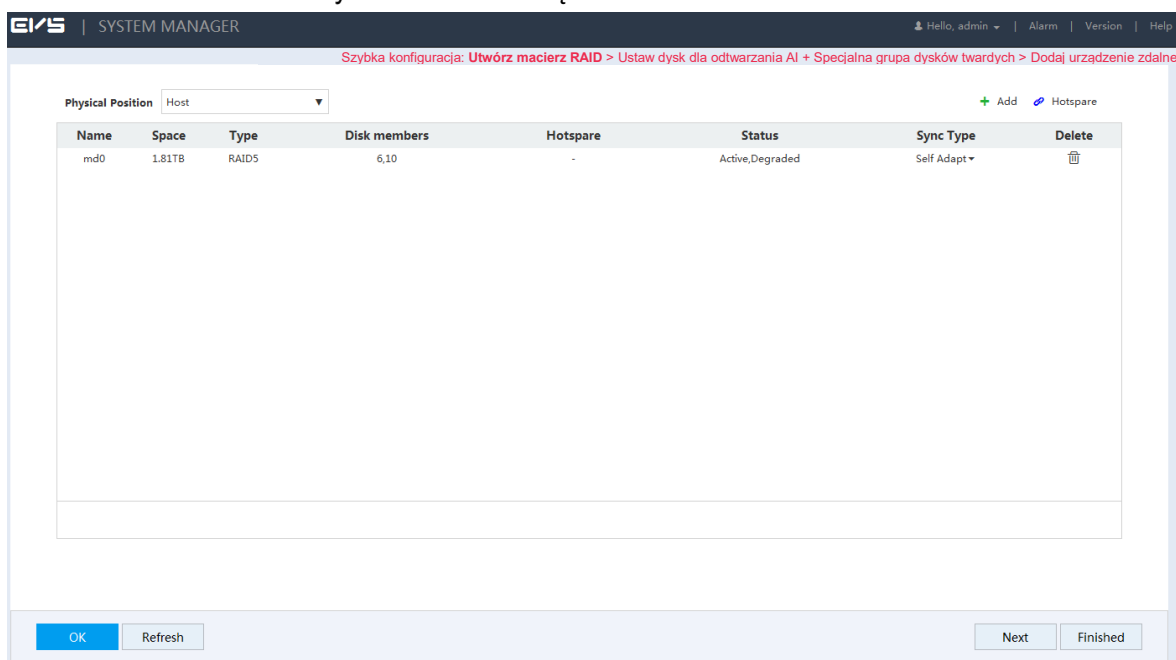 EIVS | SYSTEM MANAGER Hello, admin | Alarm | Version | Help
Szybka konfiguracja: Utwórz macierz RAID > Ustaw dysk dla odtwarzania AI + Specjalna grupa dysków twardych > Dodaj urządzenie zdalne
Physical Position Host + Add Hotspare
Name Space Type Disk members Hotspare Status Sync Type Delete
md0 1.81TB RAID5 6,10 - Active,Degraded Self Adapt
OK Refresh Next Finished